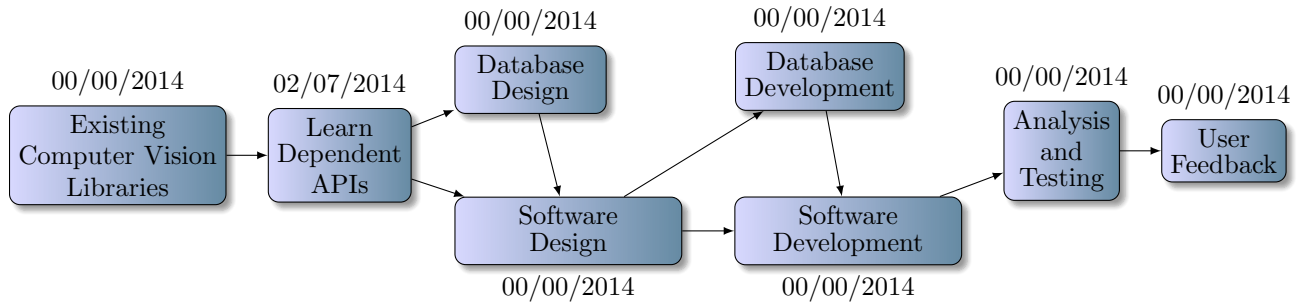 00/00/2014
Existing
Computer Vision
Libraries
02/07/2014
Learn
Dependent
APIs
00/00/2014
Database
Design
Software
Design
00/00/2014
00/00/2014
Database
Development
Software
Development
00/00/2014
00/00/2014
Analysis
and
Testing
00/00/2014
User
Feedback